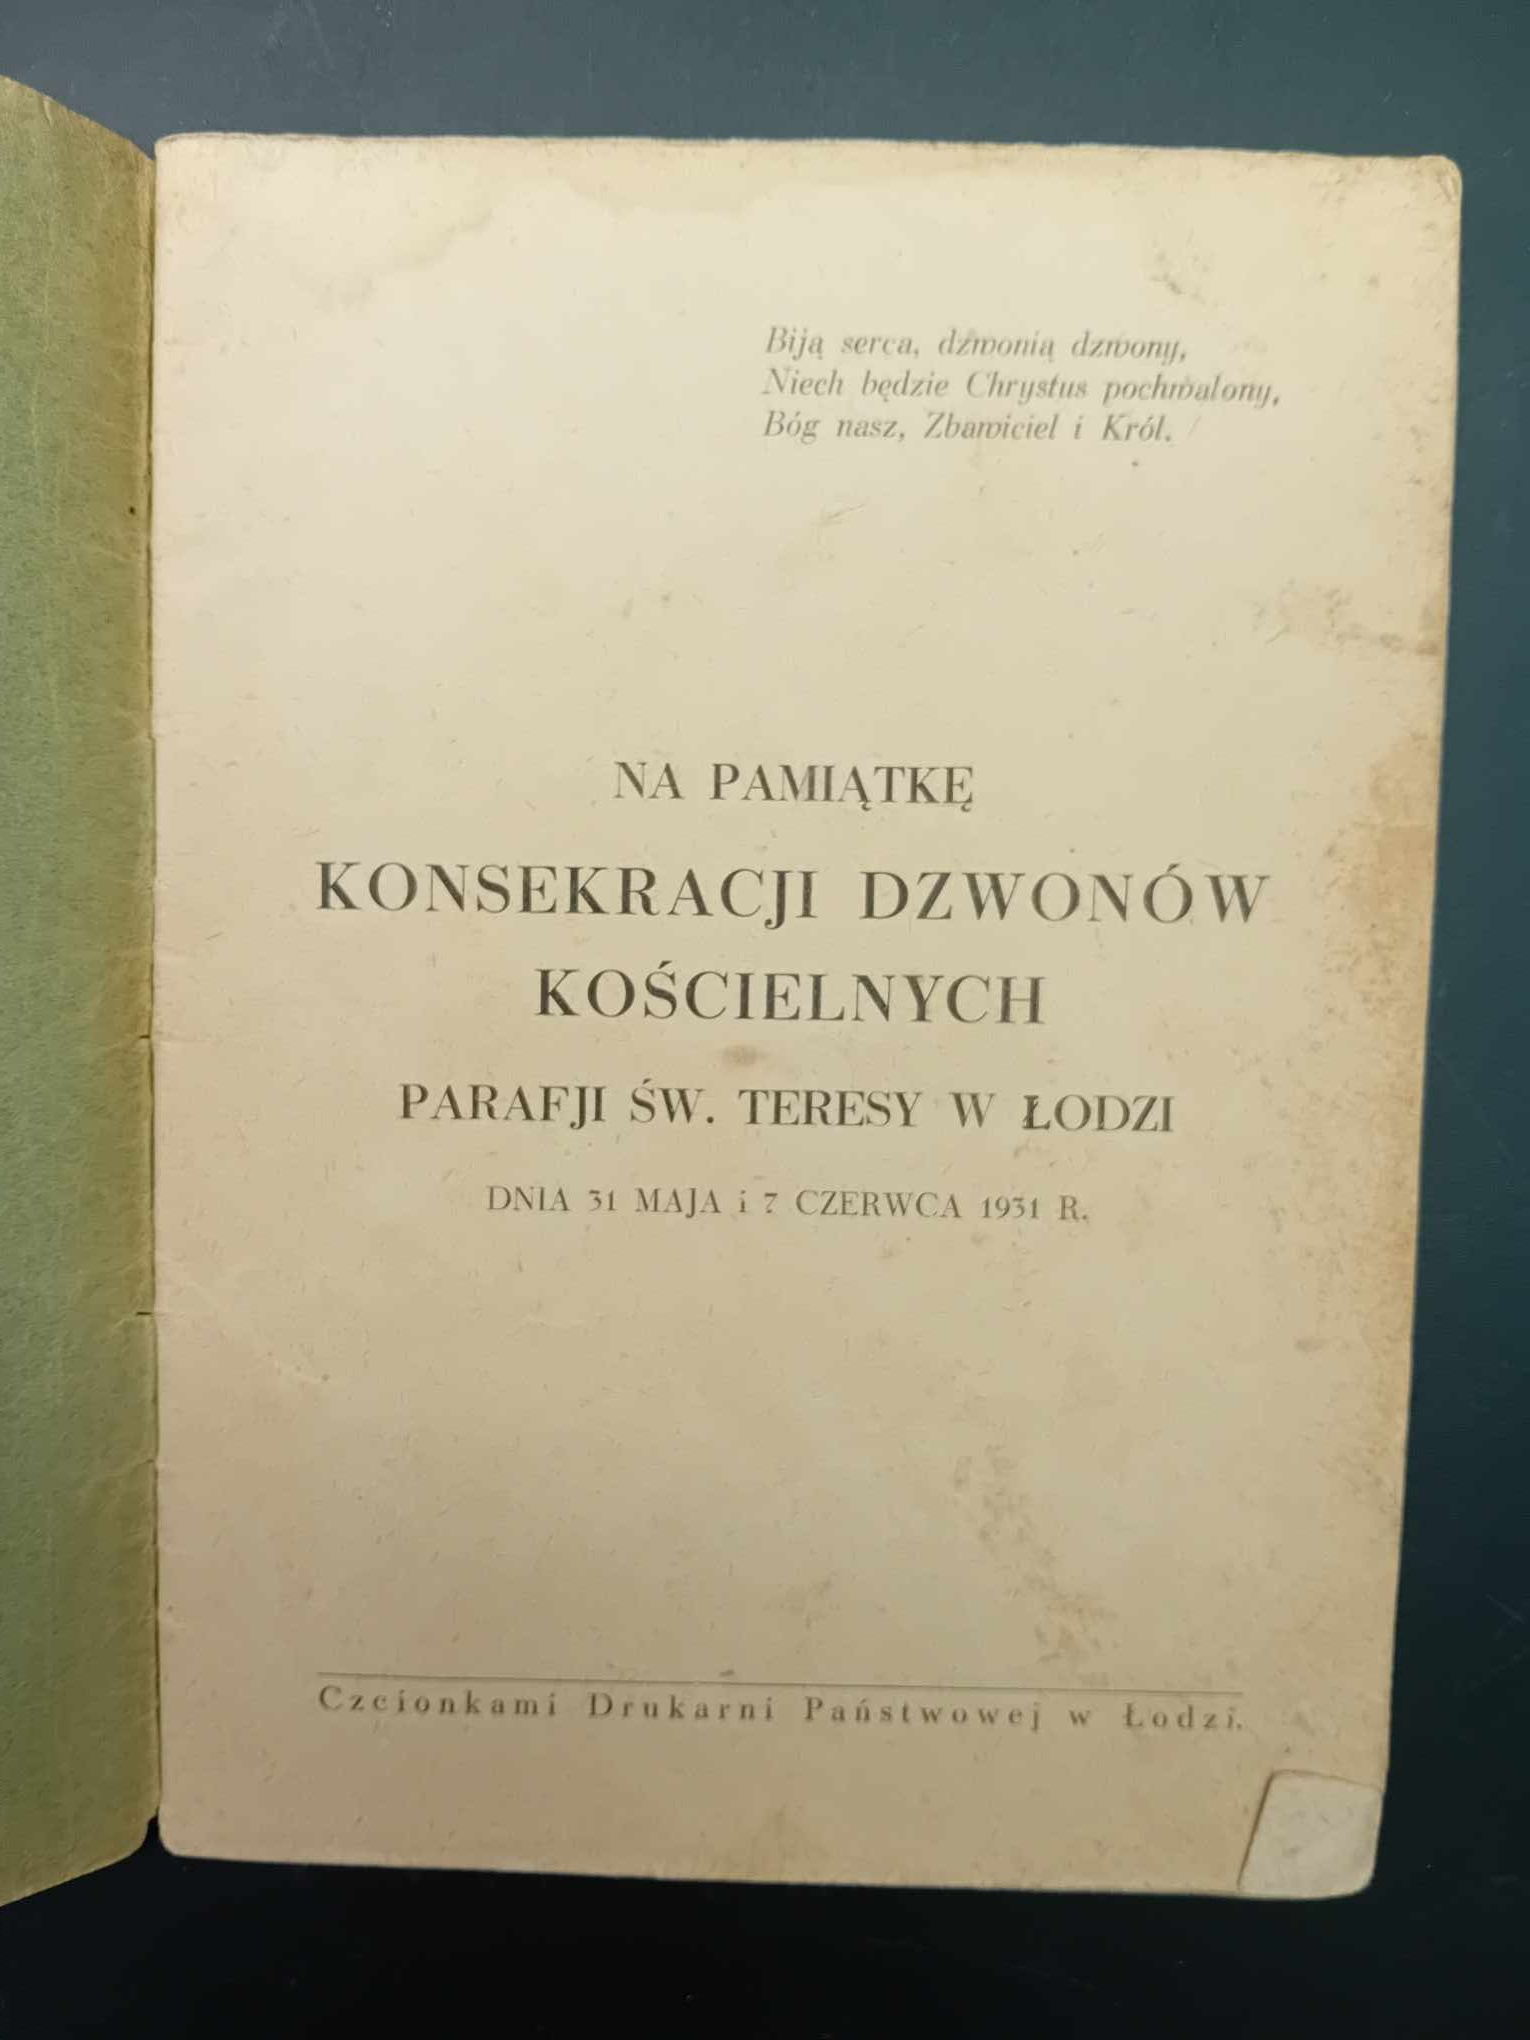 Biją serca, dzwonią dzwony,
Niech będzie Chrystus pochwalony,
Bóg nasz, Zbawiciel i Król.
NA PAMIĄTKĘ
KONSEKRACJI DZWONÓW
KOŚCIELNYCH
PARAFJI ŚW. TERESY W ŁODZI
DNIA 31 MAJA i 7 CZERWCA 1931 R.
Czcionkami Drukarni Państwowej w Łodzi.